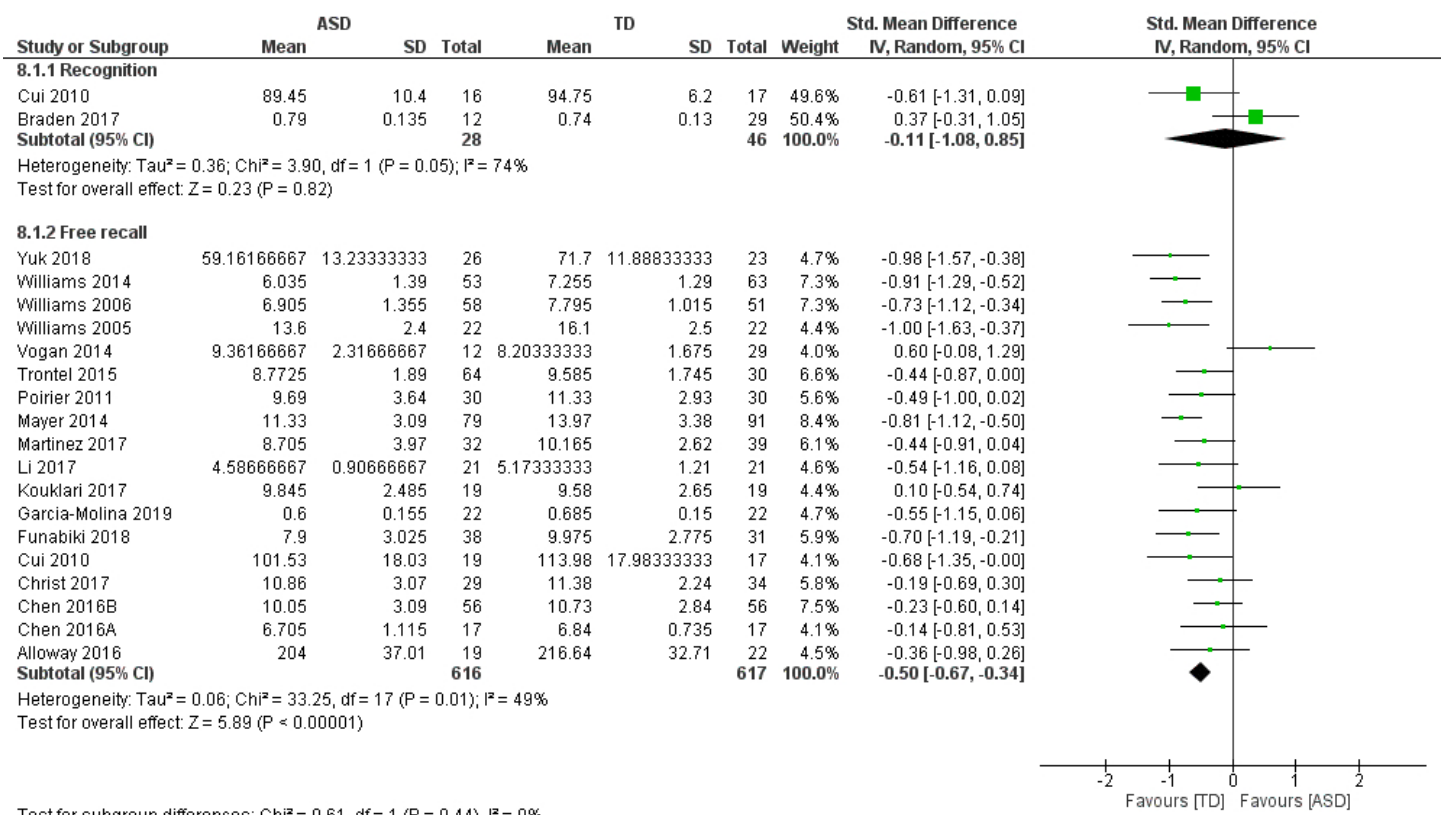 ASD TD Std. Mean Difference Std. Mean Difference
Study or Subgroup Mean SD Total Mean SD Total Weight IV, Random, 95% CI IV, Random, 95% CI
8.1.1 Recognition
Cui 2010 89.45 10.4 16 94.75 6.2 17 49.6% -0.61 [-1.31, 0.09]
Braden 2017 0.79 0.135 12 0.74 0.13 29 50.4% 0.37 [-0.31, 1.05]
Subtotal (95% CI) 28 46 100.0% -0.11 [-1.08, 0.85]
Heterogeneity: Tau² = 0.36; Chi² = 3.90, df = 1 (P = 0.05); I² = 74%
Test for overall effect: Z = 0.23 (P = 0.82)
8.1.2 Free recall
Yuk 2018 59.16166667 13.23333333 26 71.7 11.88833333 23 4.7% -0.98 [-1.57, -0.38]
Williams 2014 6.035 1.39 53 7.255 1.29 63 7.3% -0.91 [-1.29, -0.52]
Williams 2006 6.905 1.355 58 7.795 1.015 51 7.3% -0.73 [-1.12, -0.34]
Williams 2005 13.6 2.4 22 16.1 2.5 22 4.4% -1.00 [-1.63, -0.37]
Vogan 2014 9.36166667 2.31666667 12 8.20333333 1.675 29 4.0% 0.60 [-0.08, 1.29]
Trontel 2015 8.7725 1.89 64 9.585 1.745 30 6.6% -0.44 [-0.87, 0.00]
Poirier 2011 9.69 3.64 30 11.33 2.93 30 5.6% -0.49 [-1.00, 0.02]
Mayer 2014 11.33 3.09 79 13.97 3.38 91 8.4% -0.81 [-1.12, -0.50]
Martinez 2017 8.705 3.97 32 10.165 2.62 39 6.1% -0.44 [-0.91, 0.04]
Li 2017 4.58666667 0.90666667 21 5.17333333 1.21 21 4.6% -0.54 [-1.16, 0.08]
Kouklari 2017 9.845 2.485 19 9.58 2.65 19 4.4% 0.10 [-0.54, 0.74]
Garcia-Molina 2019 0.6 0.155 22 0.685 0.15 22 4.7% -0.55 [-1.15, 0.06]
Funabiki 2018 7.9 3.025 38 9.975 2.775 31 5.9% -0.70 [-1.19, -0.21]
Cui 2010 101.53 18.03 19 113.98 17.98333333 17 4.1% -0.68 [-1.35, -0.00]
Christ 2017 10.86 3.07 29 11.38 2.24 34 5.8% -0.19 [-0.69, 0.30]
Chen 2016B 10.05 3.09 56 10.73 2.84 56 7.5% -0.23 [-0.60, 0.14]
Chen 2016A 6.705 1.115 17 6.84 0.735 17 4.1% -0.14 [-0.81, 0.53]
Alloway 2016 204 37.01 19 216.64 32.71 22 4.5% -0.36 [-0.98, 0.26]
Subtotal (95% CI) 616 617 100.0% -0.50 [-0.67, -0.34]
Heterogeneity: Tau² = 0.06; Chi² = 33.25, df = 17 (P = 0.01); I² = 49%
Test for overall effect: Z = 5.89 (P < 0.00001)
-2 -1 0 1 2
Favours [TD] Favours [ASD]
Test for subgroup differences: Chi² = 0.61, df = 1 (P = 0.44), I² = 0%